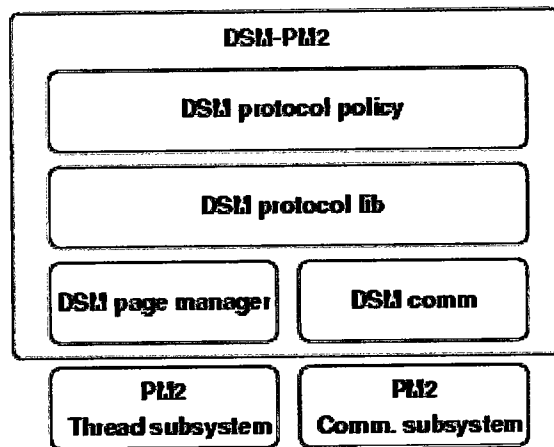 DSM-PM2
DSM protocol policy
DSM protocol lib
DSM page manager
DSM comm
PM2
Thread subsystem
PM2
Comm. subsystem